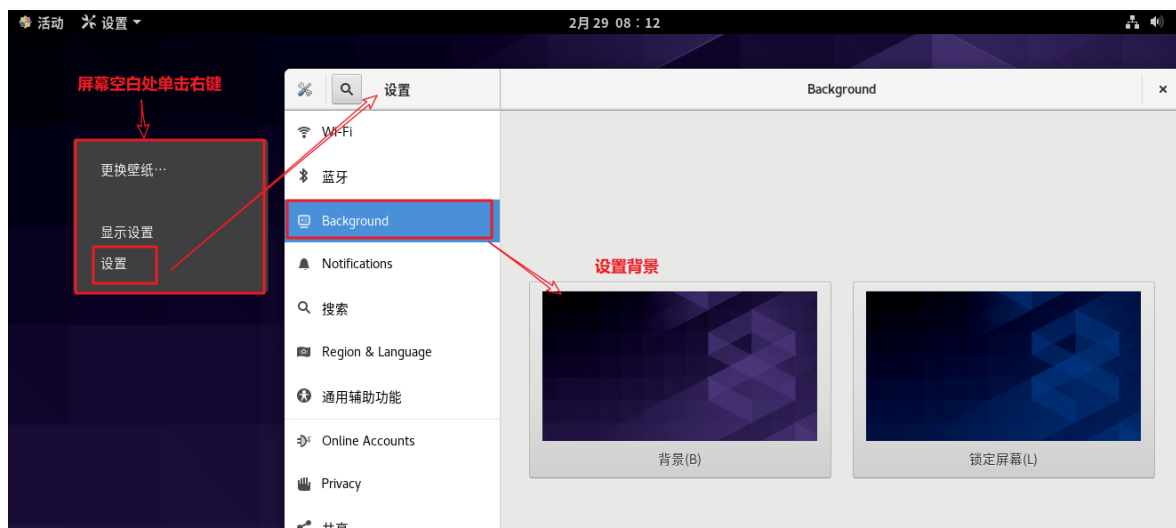 活动 设置 2月 29 08：12
屏幕空白处单击右键
更换壁纸…
显示设置
设置
设置
Background
Wi-Fi
蓝牙
Background
Notifications
搜索
Region & Language
通用辅助功能
Online Accounts
Privacy
共享
设置背景
背景(B)
锁定屏幕(L)